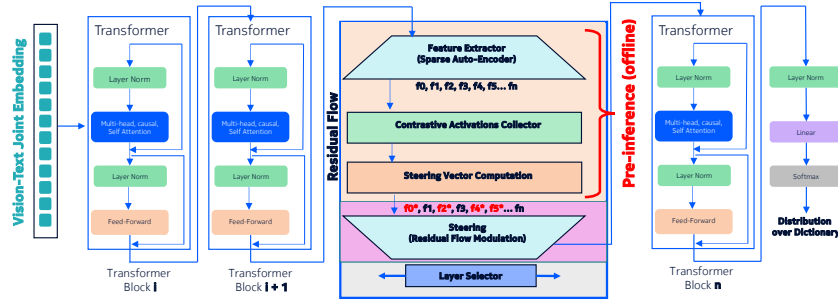 Vision-Text Joint Embedding
Transformer
Layer Norm
Multi-head, causal,
Self Attention
Layer Norm
Feed-Forward
Transformer
Block i
Transformer
Layer Norm
Multi-head, causal,
Self Attention
Layer Norm
Feed-Forward
Transformer
Block i + 1
Residual Flow
Feature Extractor
(Sparse Auto-Encoder)
f0, f1, f2, f3, f4, f5... fn
Contrastive Activations Collector
Steering Vector Computation
f0*, f1, f2*, f3, f4*, f5*... fn
Steering
(Residual Flow Modulation)
Layer Selector
Pre-inference (offline)
Transformer
Layer Norm
Multi-head, causal,
Self Attention
Layer Norm
Feed-Forward
Transformer
Block n
Layer Norm
Linear
Softmax
Distribution
over Dictionary